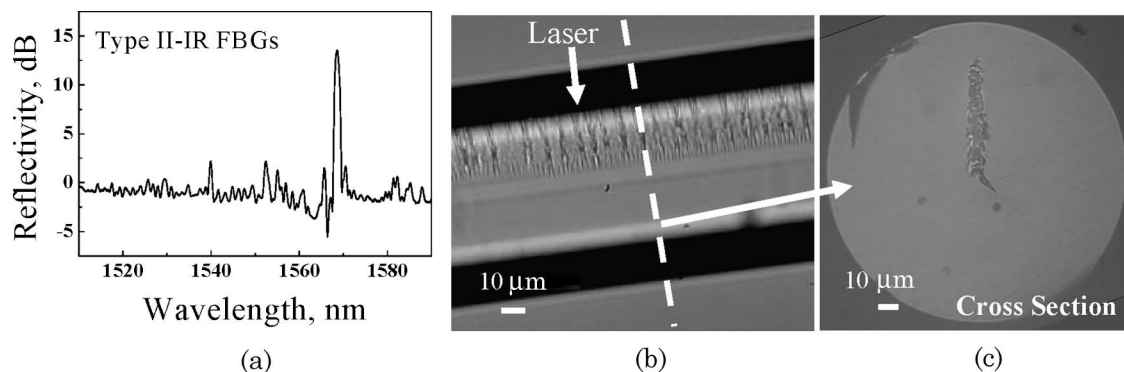 Type II-IR FBGs
Reflectivity, dB
15
10
5
0
-5
1520 1540 1560 1580
Wavelength, nm
(a)
Laser
10 μm
(b)
10 μm
Cross Section
(c)